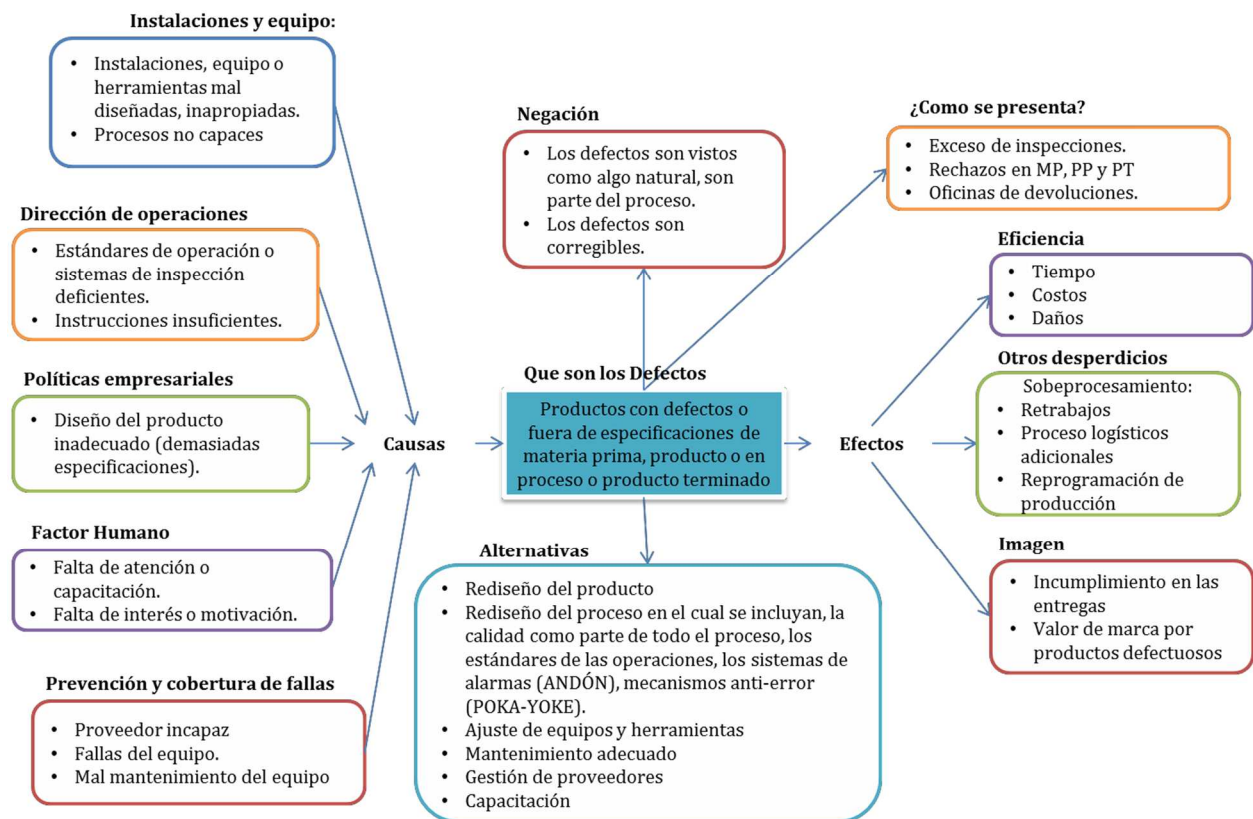 Instalaciones y equipo:
• Instalaciones, equipo o
herramientas mal
diseñadas, inapropiadas.
• Procesos no capaces
Dirección de operaciones
• Estándares de operación o
sistemas de inspección
deficientes.
• Instrucciones insuficientes.
Políticas empresariales
• Diseño del producto
inadecuado (demasiadas
especificaciones).
Factor Humano
• Falta de atención o
capacitación.
• Falta de interés o motivación.
Prevención y cobertura de fallas
• Proveedor incapaz
• Fallas del equipo.
• Mal mantenimiento del equipo
Causas
Negación
• Los defectos son vistos
como algo natural, son
parte del proceso.
• Los defectos son
corregibles.
Que son los Defectos
Productos con defectos o
fuera de especificaciones de
materia prima, producto o en
proceso o producto terminado
Alternativas
• Rediseño del producto
• Rediseño del proceso en el cual se incluyan, la
calidad como parte de todo el proceso, los
estándares de las operaciones, los sistemas de
alarmas (ANDÓN), mecanismos anti-error
(POKA-YOKE).
• Ajuste de equipos y herramientas
• Mantenimiento adecuado
• Gestión de proveedores
• Capacitación
¿Como se presenta?
• Exceso de inspecciones.
• Rechazos en MP, PP y PT
• Oficinas de devoluciones.
Efectos
Eficiencia
• Tiempo
• Costos
• Daños
Otros desperdicios
Sobeprocesamiento:
• Retrabajos
• Proceso logísticos
adicionales
• Reprogramación de
producción
Imagen
• Incumplimiento en las
entregas
• Valor de marca por
productos defectuosos